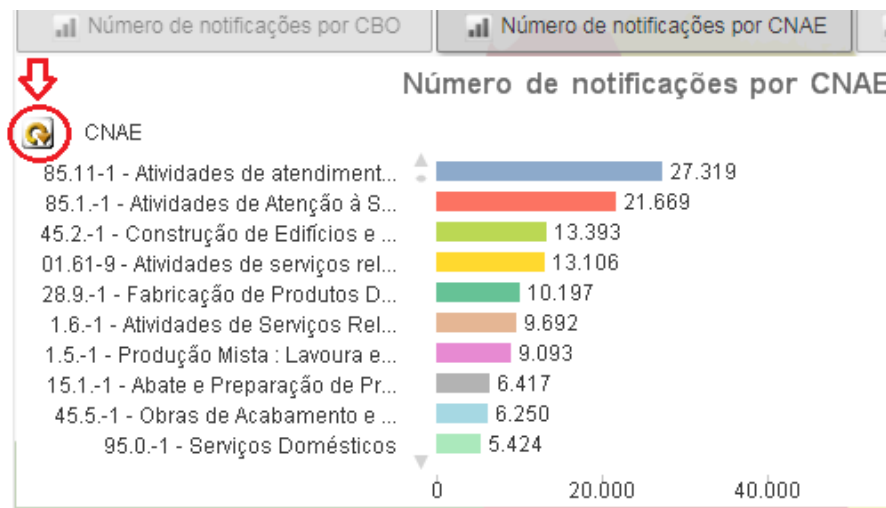 Número de notificações por CBO
Número de notificações por CNAE
Número de notificações por CNAE
CNAE
85.11-1 - Atividades de atendiment... 27.319
85.1.-1 - Atividades de Atenção à S... 21.669
45.2.-1 - Construção de Edifícios e ... 13.393
01.61-9 - Atividades de serviços rel... 13.106
28.9.-1 - Fabricação de Produtos D... 10.197
1.6.-1 - Atividades de Serviços Rel... 9.692
1.5.-1 - Produção Mista : Lavoura e... 9.093
15.1.-1 - Abate e Preparação de Pr... 6.417
45.5.-1 - Obras de Acabamento e ... 6.250
95.0.-1 - Serviços Domésticos 5.424
0 20.000 40.000